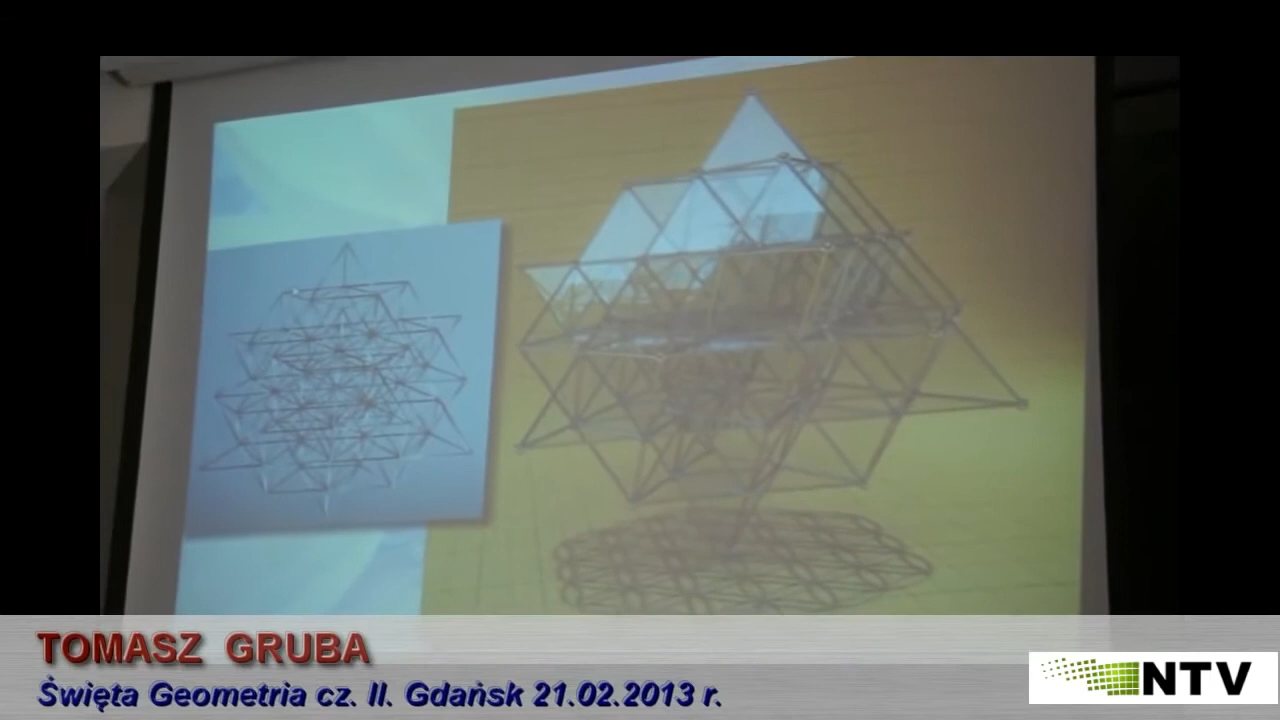 TOMASZ GRUBA
Święta Geometria cz. II. Gdańsk 21.02.2013 r.
NTV